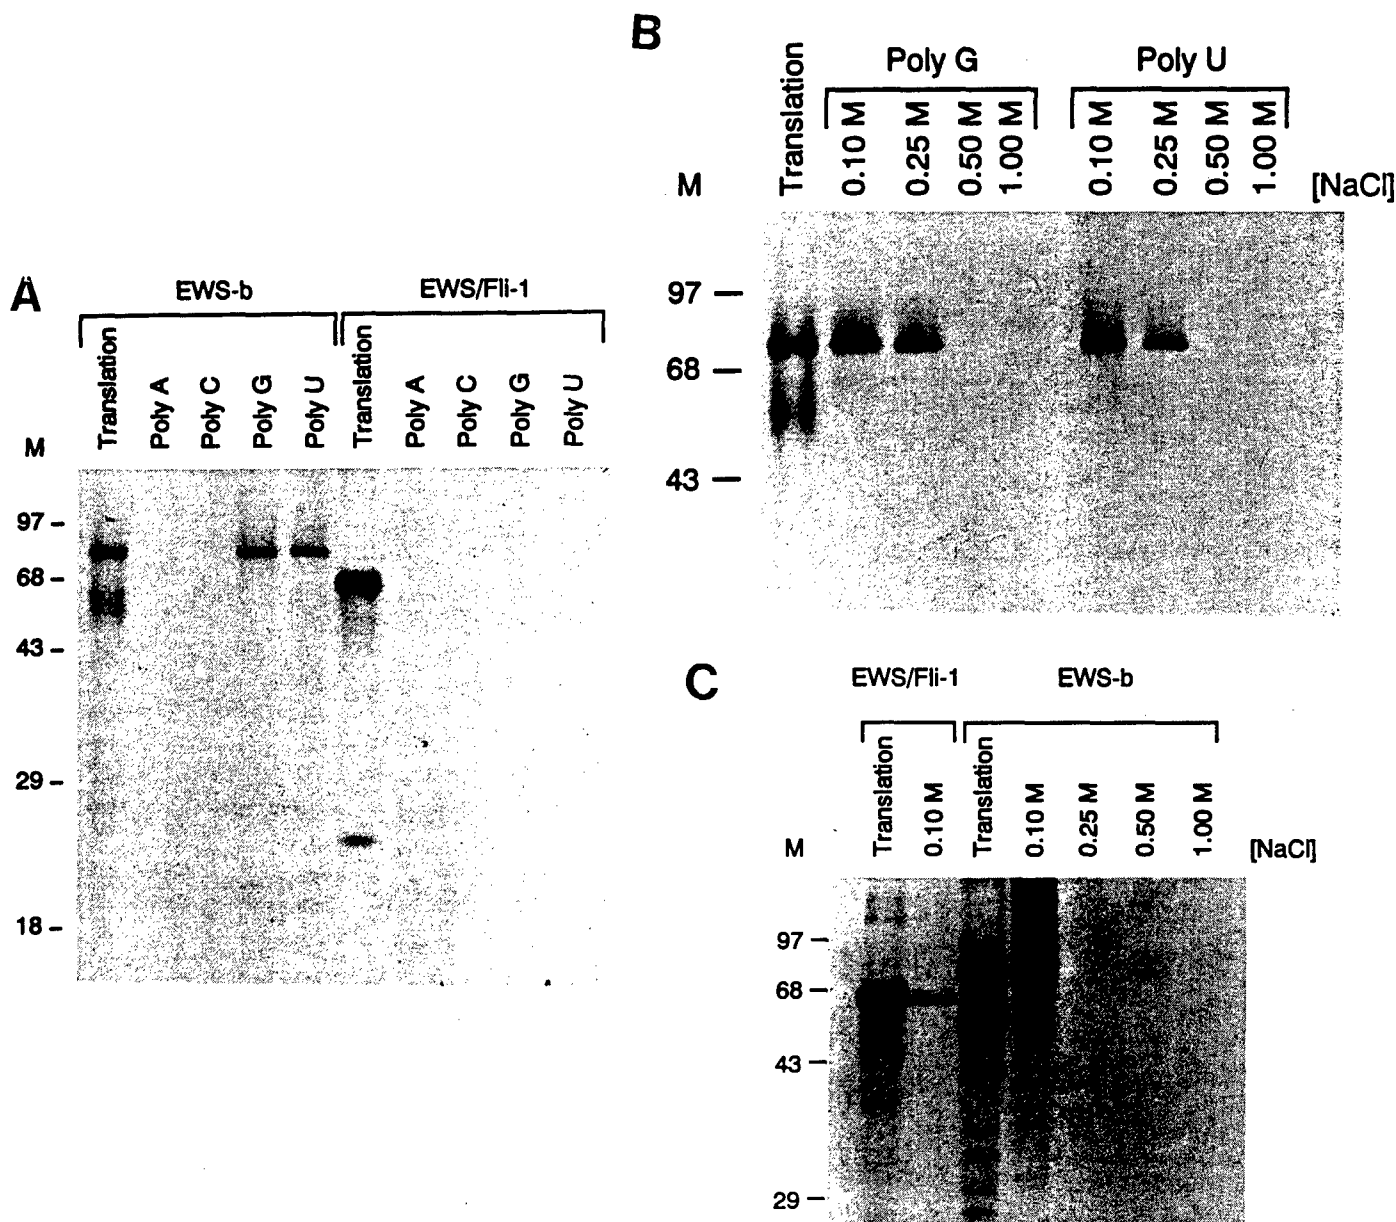 A
EWS-b EWS/Fli-1
M Translation Poly A Poly C Poly G Poly U Translation Poly A Poly C Poly G Poly U
97
68
43
29
18
B
Poly G Poly U
M Translation 0.10 M 0.25 M 0.50 M 1.00 M 0.10 M 0.25 M 0.50 M 1.00 M [NaCl]
97
68
43
C
EWS/Fli-1 EWS-b
M Translation 0.10 M Translation 0.10 M 0.25 M 0.50 M 1.00 M [NaCl]
97
68
43
29